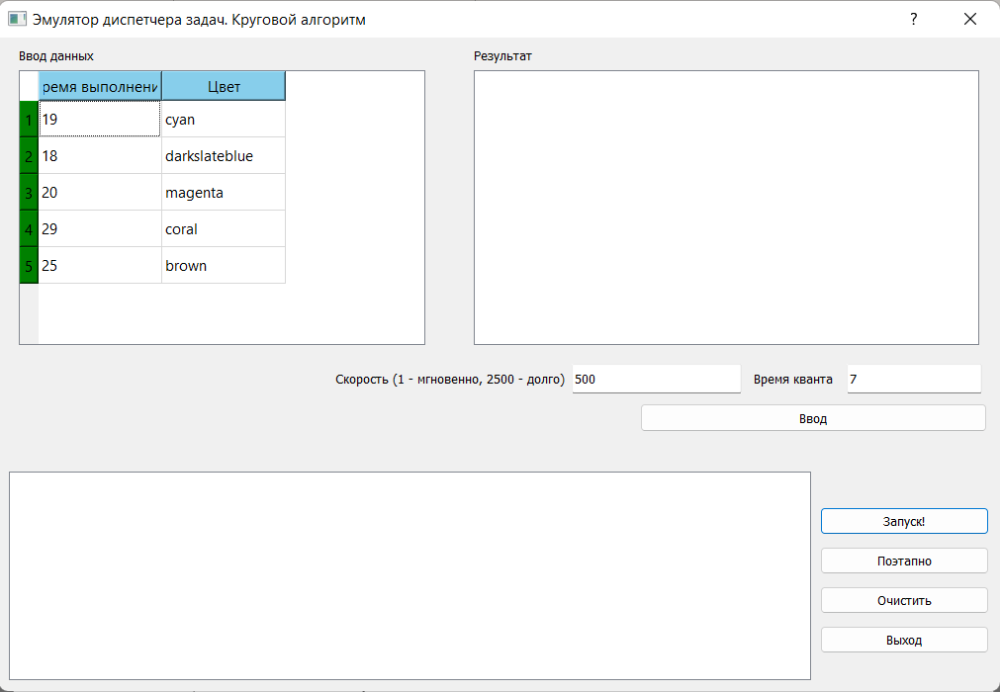 Эмулятор диспетчера задач. Круговой алгоритм
?
Ввод данных
Результат
ремя выполнени Цвет
1 19 cyan
2 18 darkslateblue
3 20 magenta
4 29 coral
5 25 brown
Скорость (1 - мгновенно, 2500 - долго) 500 Время кванта 7
Ввод
Запуск!
Поэтапно
Очистить
Выход